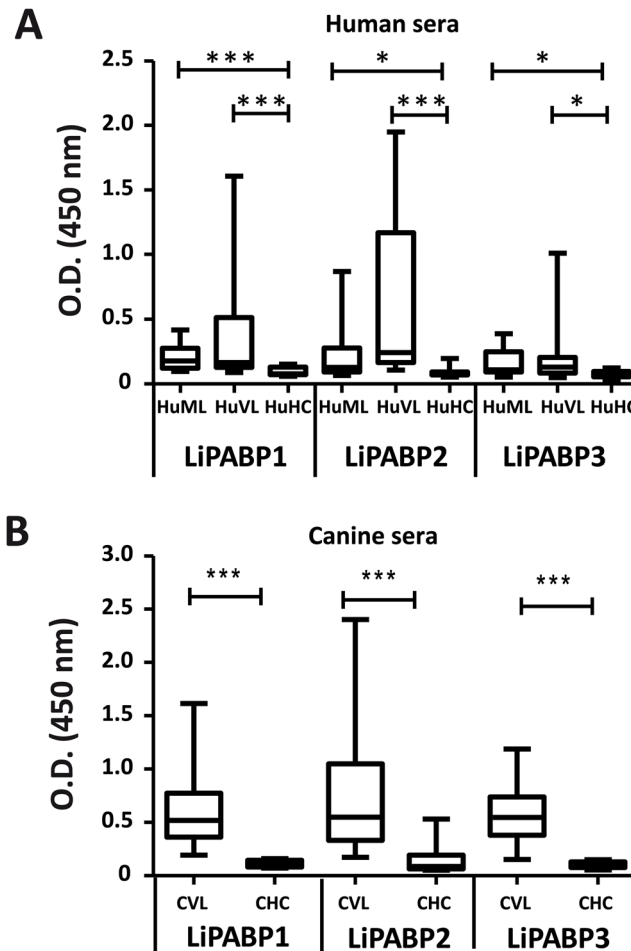 A
Human sera
O.D. (450 nm)
2.5
2.0
1.5
1.0
0.5
0
*** * *
*** *** *
HuML HuVL HuHC HuML HuVL HuHC HuML HuVL HuHC
LiPABP1 LiPABP2 LiPABP3
B
Canine sera
O.D. (450 nm)
3.0
2.5
2.0
1.5
1.0
0.5
0
*** *** ***
CVL CHC CVL CHC CVL CHC
LiPABP1 LiPABP2 LiPABP3